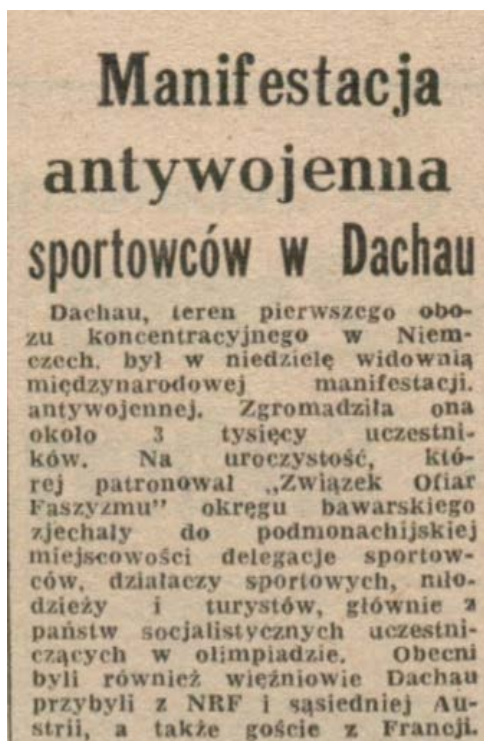 Manifestacja
antywojenna
sportowców w Dachau
Dachau, teren pierwszego obo-
zu koncentracyjnego w Niem-
czech, był w niedzielę widownią
międzynarodowej manifestacji.
antywojennej. Zgromadziła ona
około 3 tysięcy uczestni-
ków. Na uroczystość, któ-
rej patronował „Związek Ofiar
Faszyzmu” okręgu bawarskiego
zjechały do podmonachijskiej
miejscowości delegacje sportow-
ców, działaczy sportowych, mło-
dzieży i turystów, głównie z
państw socjalistycznych uczestni-
czących w olimpiadzie. Obecni
byli również więźniowie Dachau
przybyli z NRF i sąsiedniej Au-
strii, a także goście z Francji.